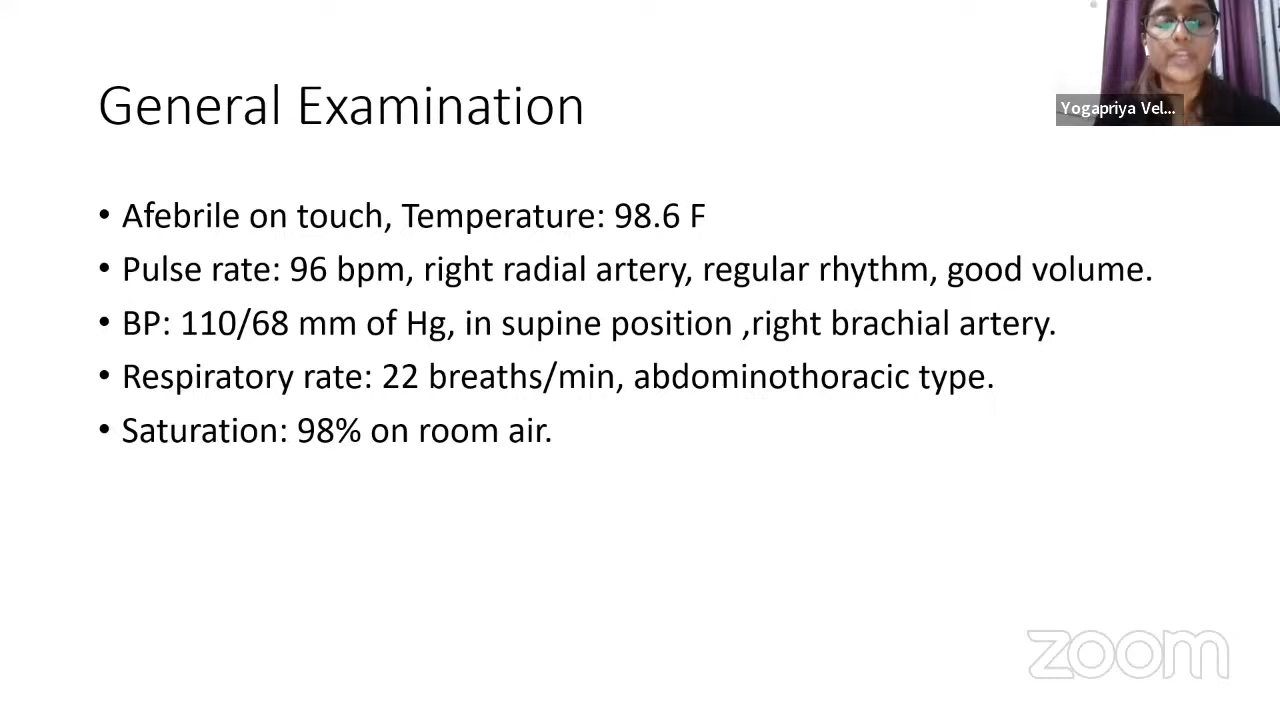 General Examination
Yogapriya Vel...
• Afebrile on touch, Temperature: 98.6 F
• Pulse rate: 96 bpm, right radial artery, regular rhythm, good volume.
• BP: 110/68 mm of Hg, in supine position ,right brachial artery.
• Respiratory rate: 22 breaths/min, abdominothoracic type.
• Saturation: 98% on room air.
zoom